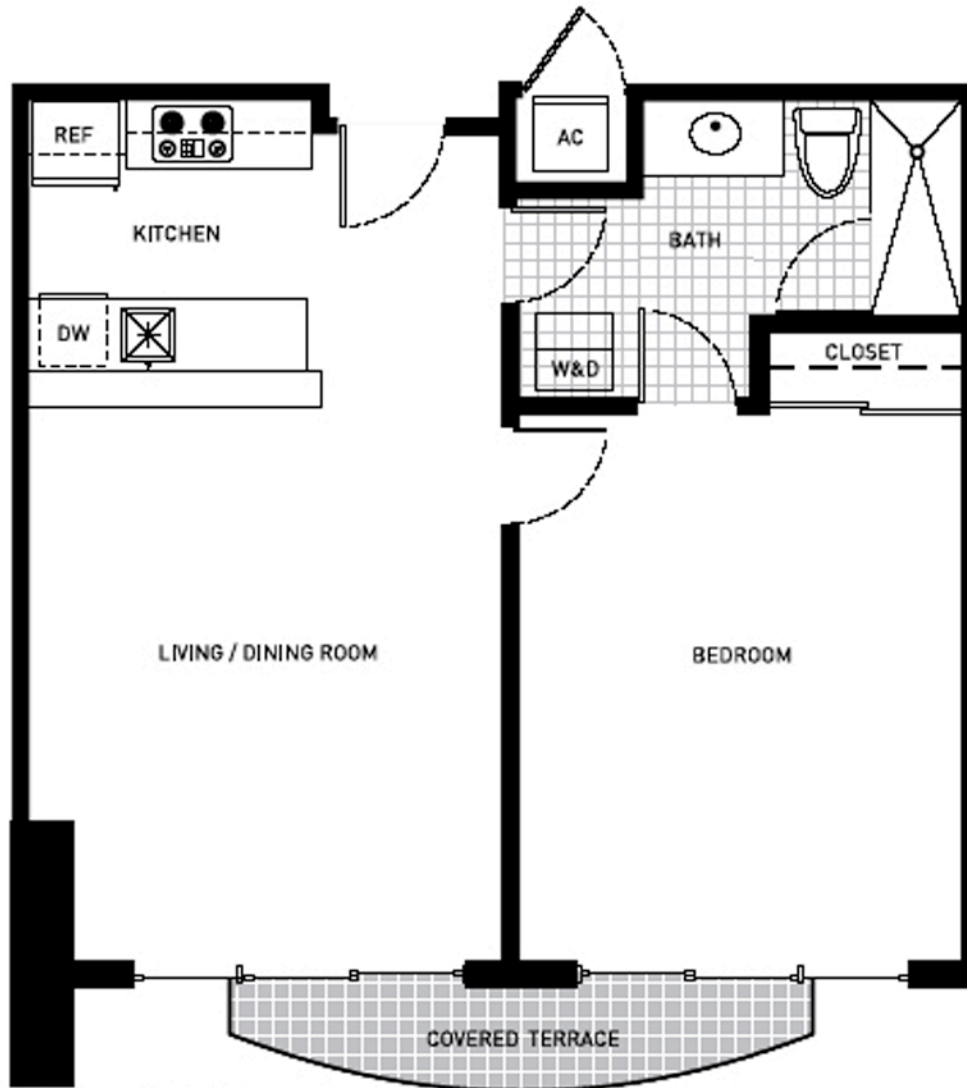 REF
AC
KITCHEN
BATH
DW
W&D
CLOSET
LIVING / DINING ROOM
BEDROOM
COVERED TERRACE